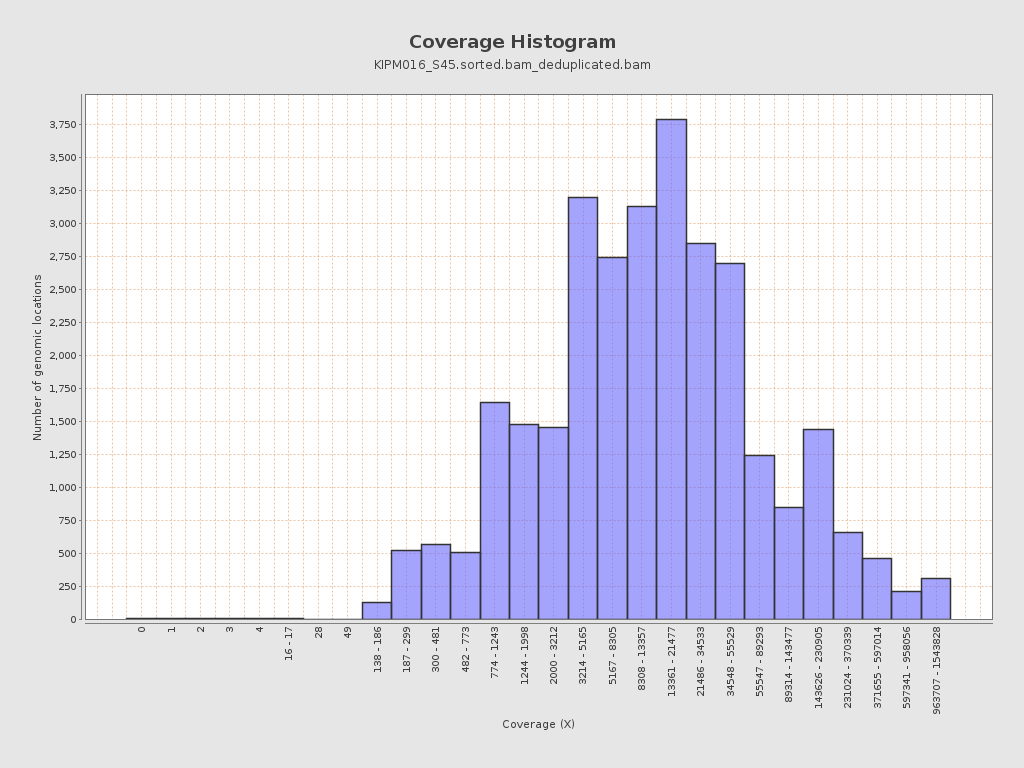 Coverage Histogram
KIPM016_S45.sorted.bam_deduplicated.bam
Number of genomic locations
3,750
3,500
3,250
3,000
2,750
2,500
2,250
2,000
1,750
1,500
1,250
1,000
750
500
250
0
0
1
2
3
4
16 - 17
28
49
138 - 186
187 - 299
300 - 481
482 - 773
774 - 1243
1244 - 1998
2000 - 3212
3214 - 5165
5167 - 8305
8308 - 13357
13361 - 21477
21486 - 34533
34548 - 55529
55547 - 89293
89314 - 143477
143626 - 230905
231024 - 370339
371655 - 597014
597341 - 958056
963707 - 1543828
Coverage (X)